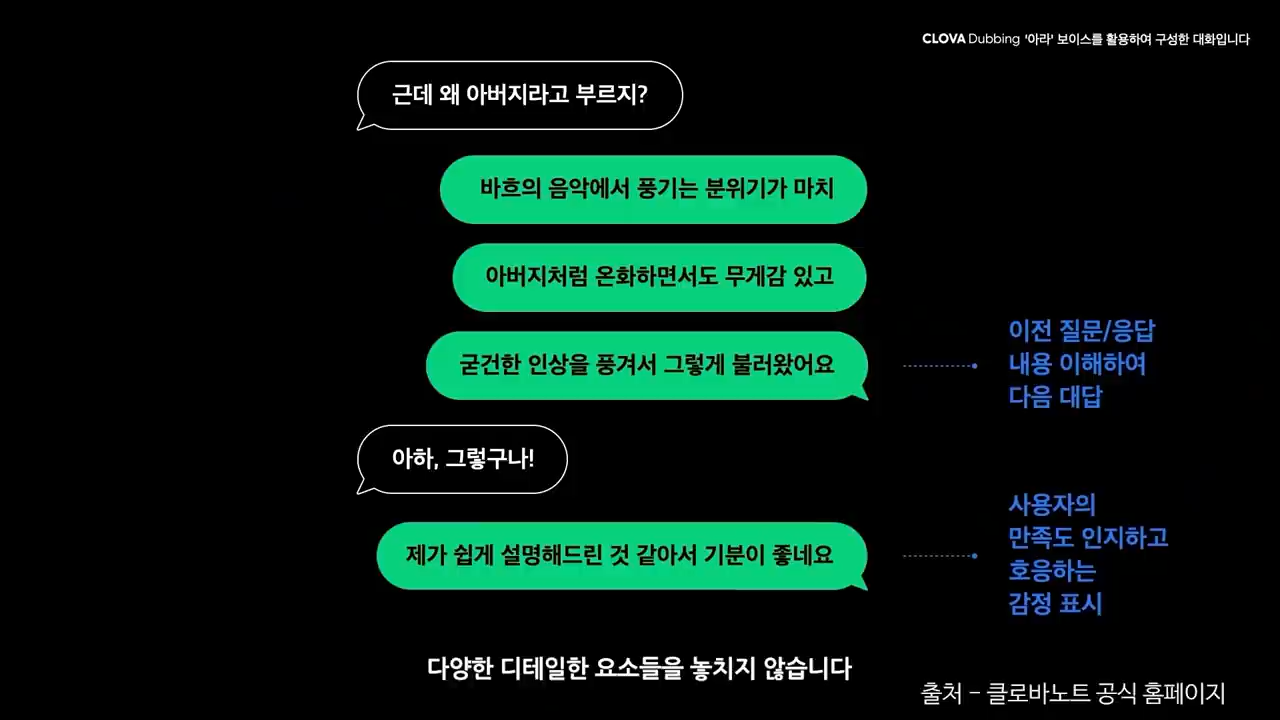 CLOVA Dubbing '아라' 보이스를 활용하여 구성한 대화입니다
근데 왜 아버지라고 부르지?
바흐의 음악에서 풍기는 분위기가 마치
아버지처럼 온화하면서도 무게감 있고
굳건한 인상을 풍겨서 그렇게 불러왔어요
이전 질문/응답
내용 이해하여
다음 대답
아하, 그렇구나!
제가 쉽게 설명해드린 것 같아서 기분이 좋네요
사용자의
만족도 인지하고
호응하는
감정 표시
다양한 디테일한 요소들을 놓치지 않습니다
출처 – 클로바노트 공식 홈페이지